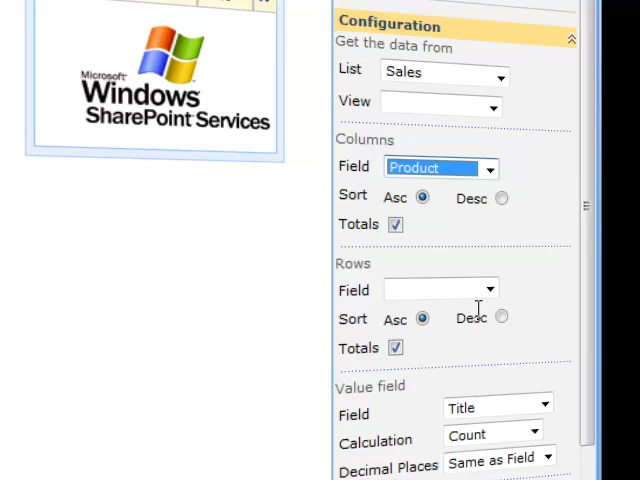 Microsoft
Windows
SharePoint Services
Configuration
Get the data from
List Sales
View
Columns
Field Product
Sort Asc Desc
Totals
Rows
Field
Sort Asc Desc
Totals
Value field
Field Title
Calculation Count
Decimal Places Same as Field